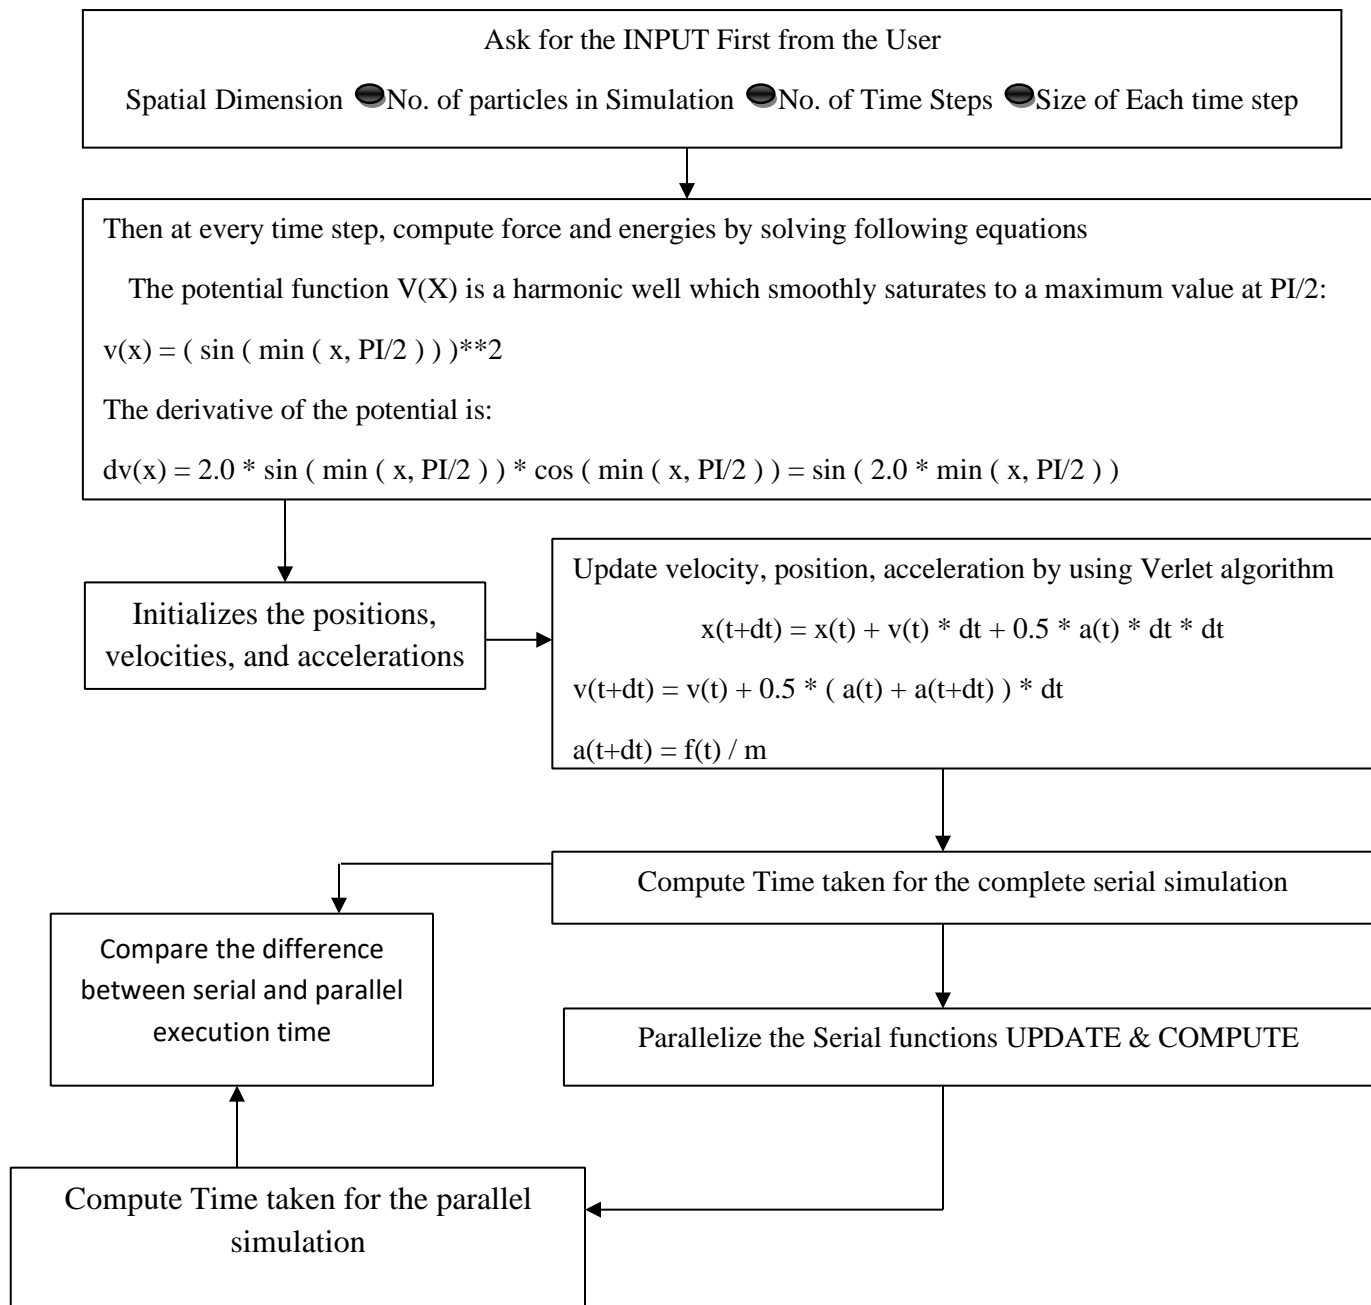 Ask for the INPUT First from the User
Spatial Dimension No. of particles in Simulation No. of Time Steps Size of Each time step
Then at every time step, compute force and energies by solving following equations
The potential function V(X) is a harmonic well which smoothly saturates to a maximum value at PI/2:
v(x) = ( sin ( min ( x, PI/2 ) ) )**2
The derivative of the potential is:
dv(x) = 2.0 * sin ( min ( x, PI/2 ) ) * cos ( min ( x, PI/2 ) ) = sin ( 2.0 * min ( x, PI/2 ) )
Initializes the positions,
velocities, and accelerations
Update velocity, position, acceleration by using Verlet algorithm
x(t+dt) = x(t) + v(t) * dt + 0.5 * a(t) * dt * dt
v(t+dt) = v(t) + 0.5 * ( a(t) + a(t+dt) ) * dt
a(t+dt) = f(t) / m
Compute Time taken for the complete serial simulation
Compare the difference
between serial and parallel
execution time
Parallelize the Serial functions UPDATE & COMPUTE
Compute Time taken for the parallel
simulation